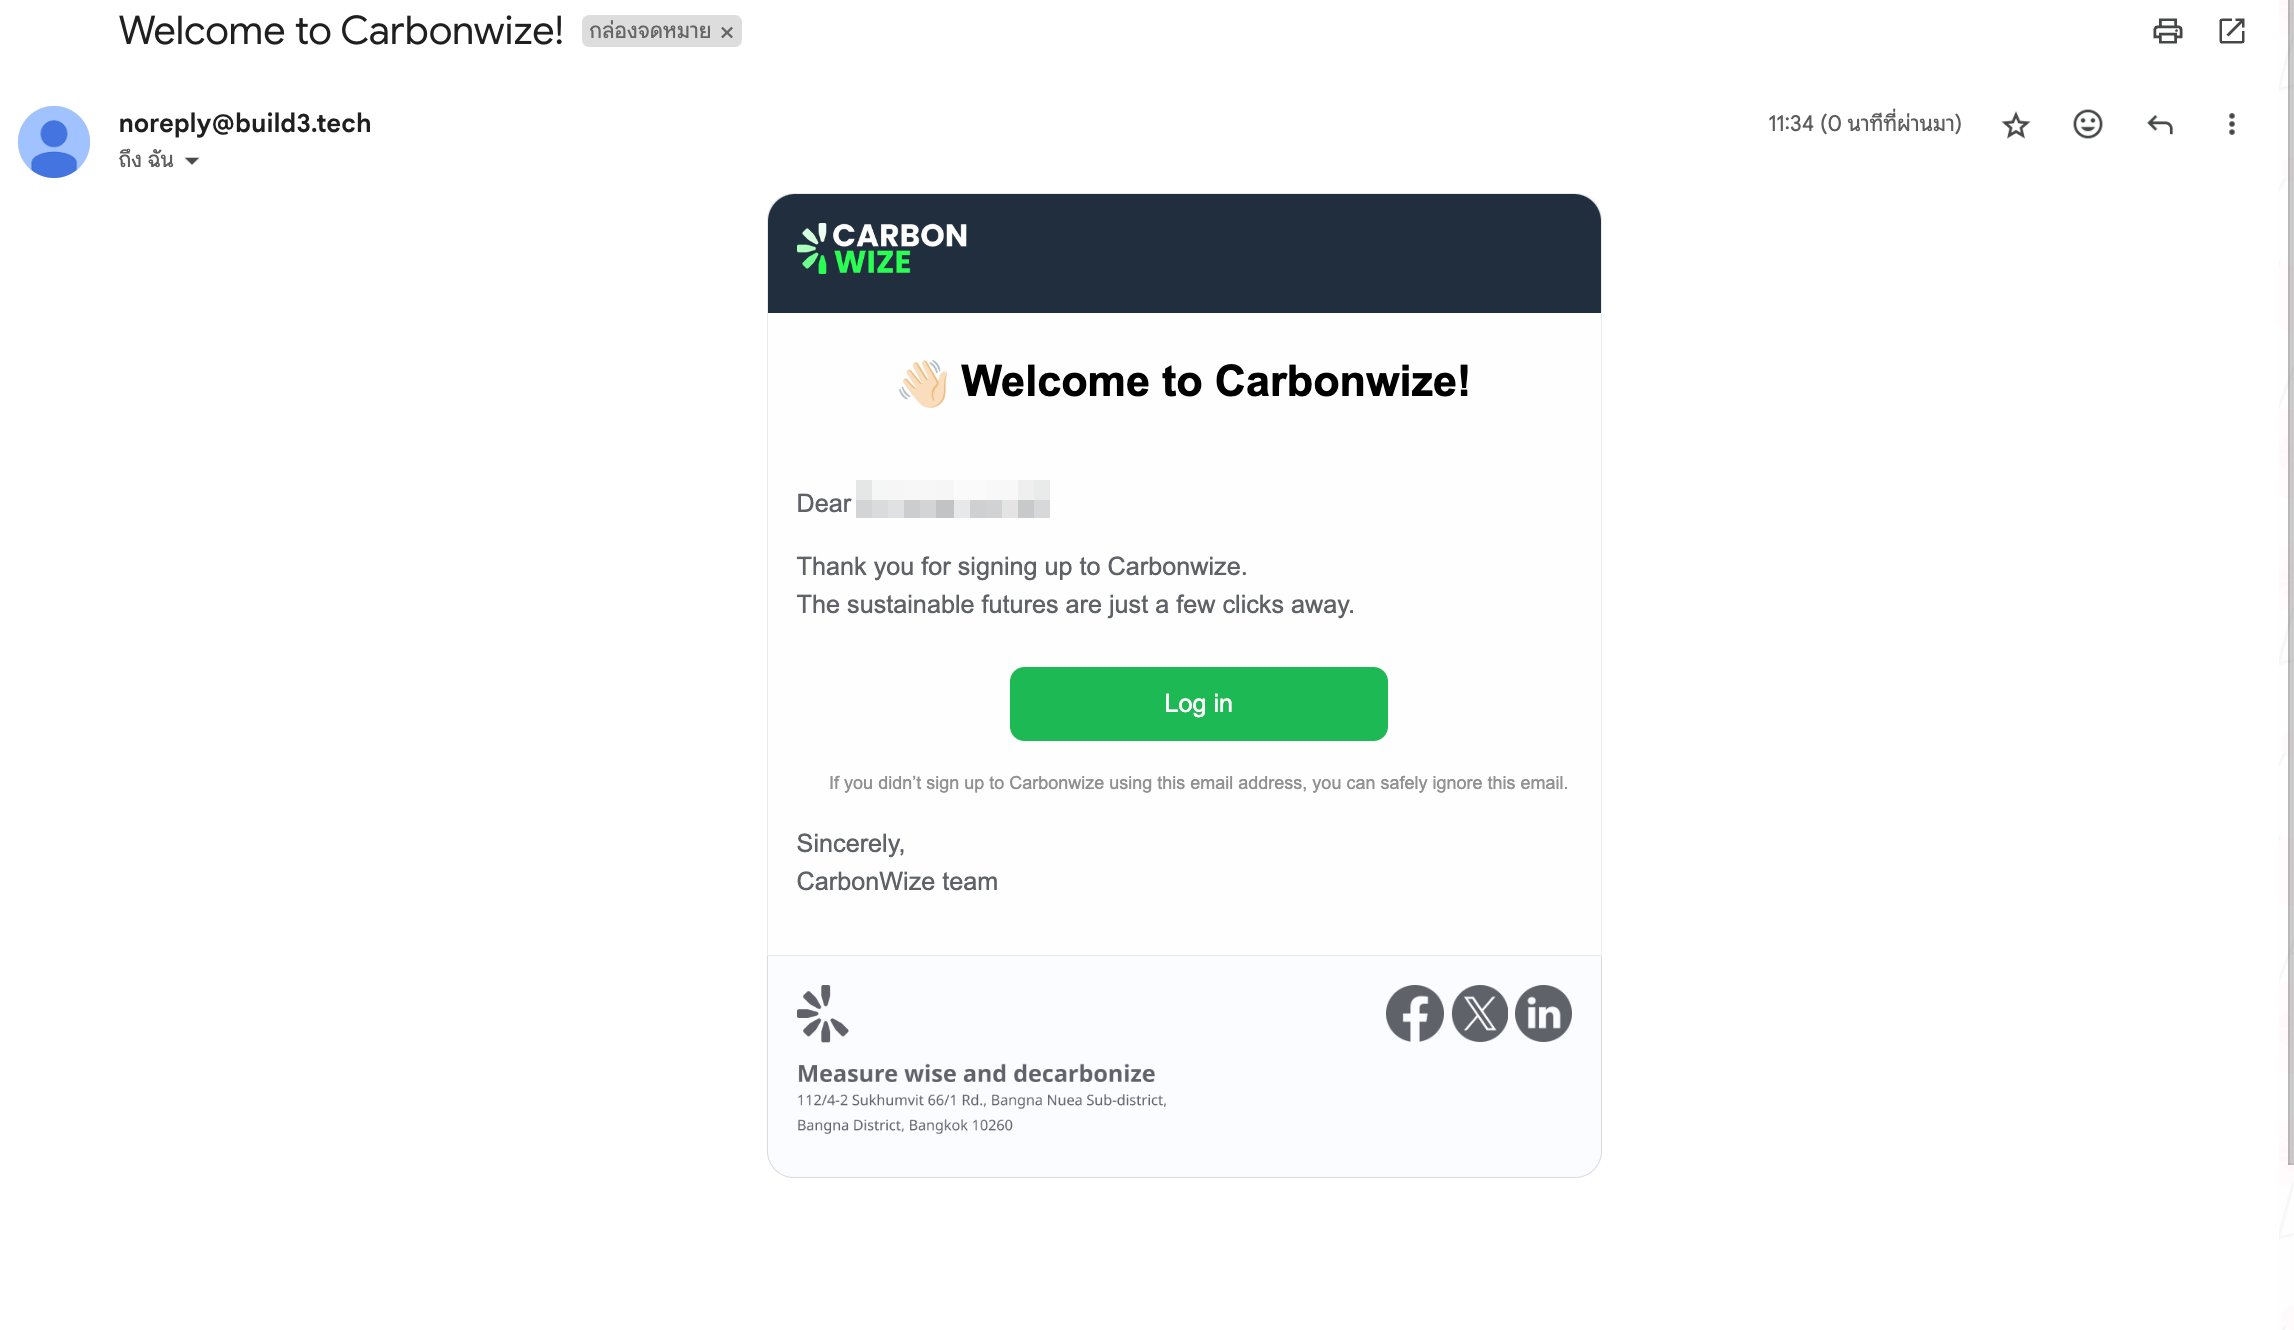 Welcome to Carbonwize! กล่องจดหมาย ×
noreply@build3.tech
11:34 (0 นาทีที่ผ่านมา)
ถึง ฉัน
CARBON
WIZE
👋🏻 Welcome to Carbonwize!
Dear
Thank you for signing up to Carbonwize.
The sustainable futures are just a few clicks away.
Log in
If you didn’t sign up to Carbonwize using this email address, you can safely ignore this email.
Sincerely,
CarbonWize team
Measure wise and decarbonize
112/4-2 Sukhumvit 66/1 Rd., Bangna Nuea Sub-district,
Bangna District, Bangkok 10260